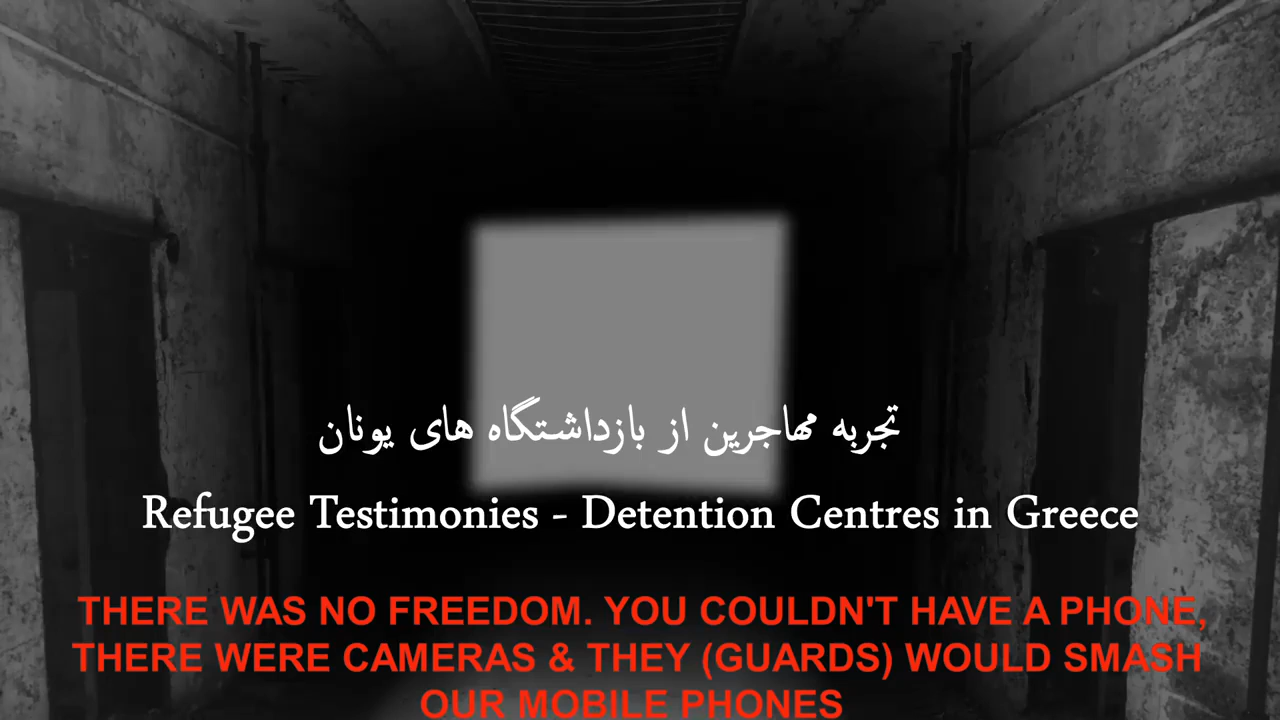 تجربه مهاجرین از بازداشتگاه های یونان
Refugee Testimonies - Detention Centres in Greece
THERE WAS NO FREEDOM. YOU COULDN'T HAVE A PHONE,
THERE WERE CAMERAS & THEY (GUARDS) WOULD SMASH
OUR MOBILE PHONES